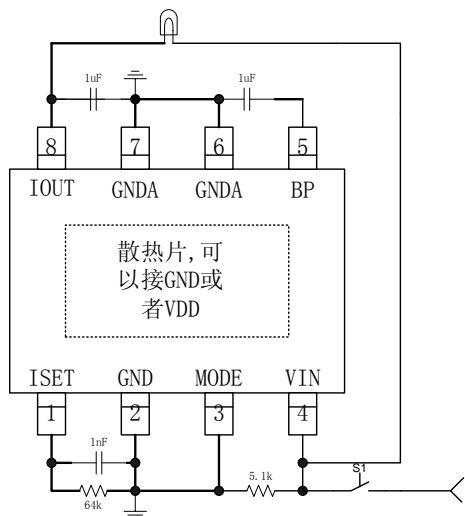 1uF 1uF
8 7 6 5
IOUT GNDA GNDA BP
散热片,可
以接GND或
者VDD
ISET GND MODE VIN
1 2 3 4
1nF
64k
5.1k
S1